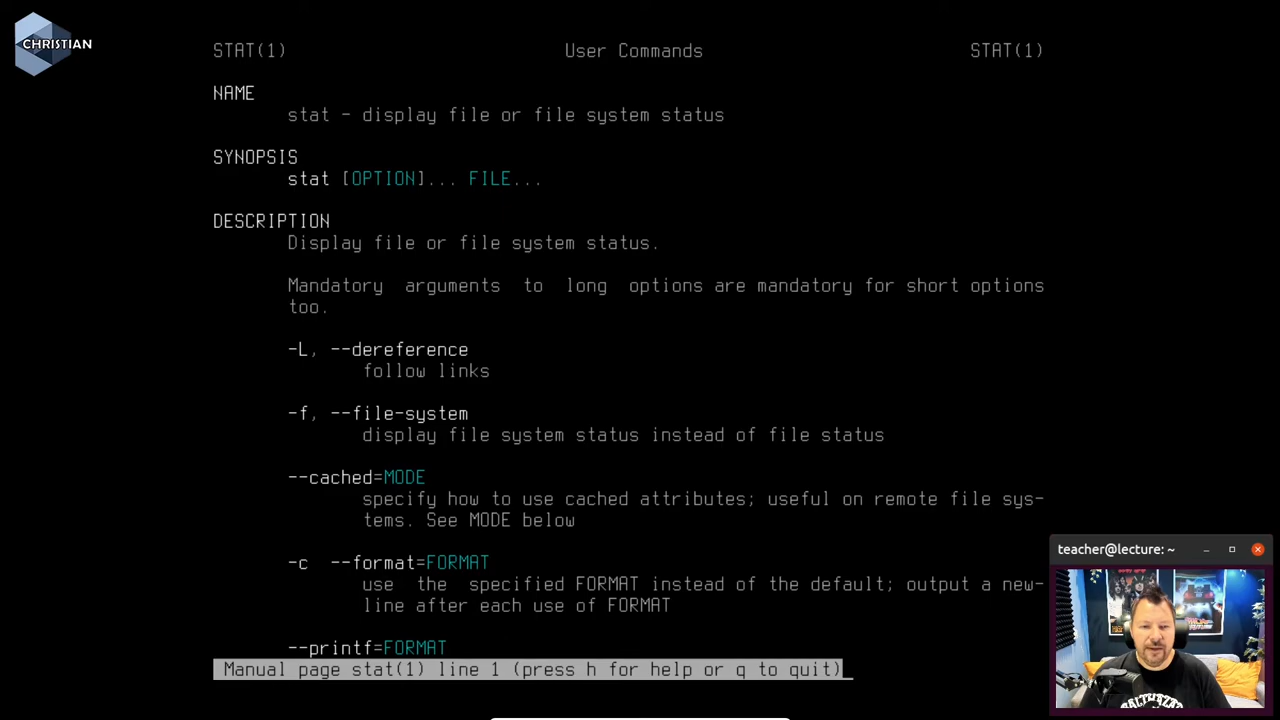 CHRISTIAN
STAT(1) User Commands STAT(1)
NAME
stat - display file or file system status
SYNOPSIS
stat [OPTION]... FILE...
DESCRIPTION
Display file or file system status.
Mandatory arguments to long options are mandatory for short options
too.
-L, --dereference
follow links
-f, --file-system
display file system status instead of file status
--cached=MODE
specify how to use cached attributes; useful on remote file sys-
tems. See MODE below
-c --format=FORMAT
use the specified FORMAT instead of the default; output a new-
line after each use of FORMAT
--printf=FORMAT
Manual page stat(1) line 1 (press h for help or q to quit)
teacher@lecture: ~